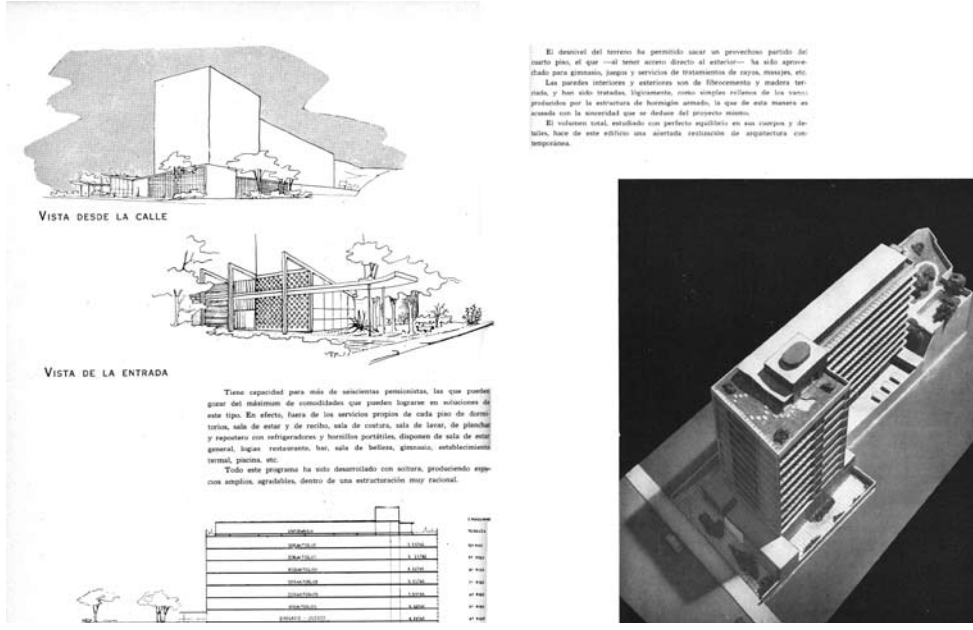 VISTA DESDE LA CALLE
VISTA DE LA ENTRADA
Tiene capacidad para más de seiscientas pensionistas, las que pueden
gozar del máximum de comodidades que pueden lograrse en soluciones de
este tipo. En efecto, fuera de los servicios propios de cada piso de dormi-
torios, sala de estar y de recibo, sala de costura, sala de lavar, de planchar
y repostero con refrigeradores y hornillos portátiles, disponen de sala de estar
general, logias restaurante, bar, sala de belleza, gimnasio, establecimiento
termal, piscina, etc.
Todo este programa ha sido desarrollado con soltura, produciendo espa-
cios amplios, agradables, dentro de una estructuración muy racional.
DORMITORIOS
DORMITORIOS
DORMITORIOS
DORMITORIOS
DORMITORIOS
DORMITORIOS
El desnivel del terreno ha permitido sacar un provechoso partido del
cuarto piso, el que —al tener acceso directo al exterior— ha sido aprove-
chado para gimnasio, juegos y servicios de tratamientos de rayos, masajes, etc.
Las paredes interiores y exteriores son de fibrocemento y madera ter-
ciada, y han sido tratadas, lógicamente, como simples rellenos de los vanos
producidos por la estructura de hormigón armado, la que de esta manera es
acusada con la sinceridad que se deduce del proyecto mismo.
El volumen total, estudiado con perfecto equilibrio en sus cuerpos y de-
talles, hace de este edificio una acertada realización de arquitectura con-
temporánea.